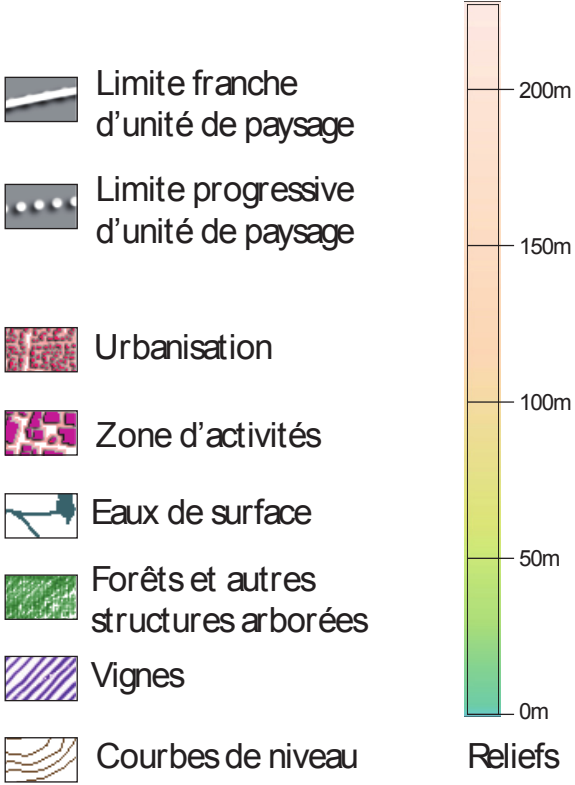 Limite franche
d'unité de paysage
Limite progressive
d'unité de paysage
Urbanisation
Zone d'activités
Eaux de surface
Forêts et autres
structures arborées
Vignes
Courbes de niveau
200m
150m
100m
50m
0m
Reliefs